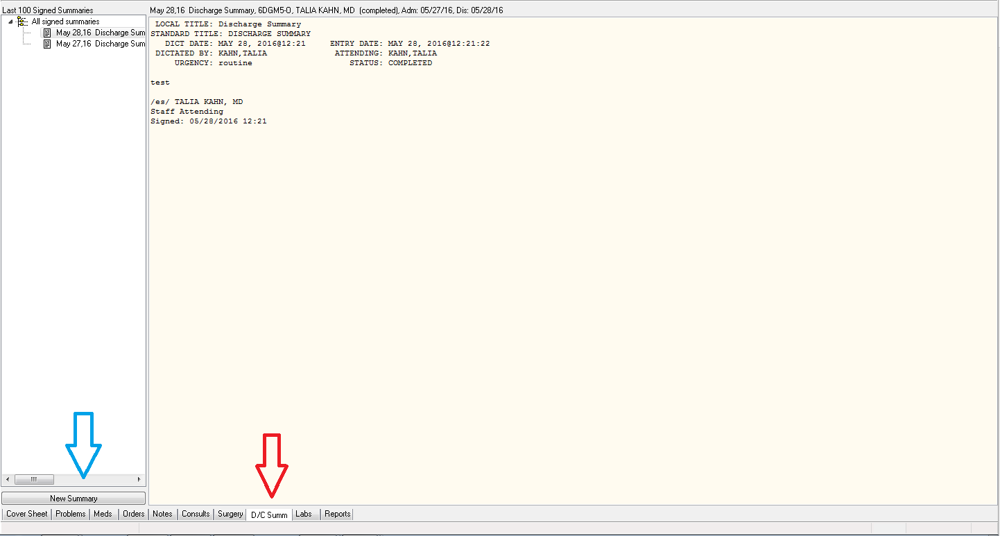 Last 100 Signed Summaries
May 28,16 Discharge Summary, 6DGM5-O, TALIA KAHN, MD (completed), Adm: 05/27/16, Dis: 05/28/16
All signed summaries
May 28,16 Discharge Sum
May 27,16 Discharge Sum
LOCAL TITLE: Discharge Summary
STANDARD TITLE: DISCHARGE SUMMARY
DICT DATE: MAY 28, 2016@12:21 ENTRY DATE: MAY 28, 2016@12:21:22
DICTATED BY: KAHN,TALIA ATTENDING: KAHN,TALIA
URGENCY: routine STATUS: COMPLETED
test
/es/ TALIA KAHN, MD
Staff Attending
Signed: 05/28/2016 12:21
New Summary
Cover Sheet Problems Meds Orders Notes Consults Surgery D/C Summ Labs Reports